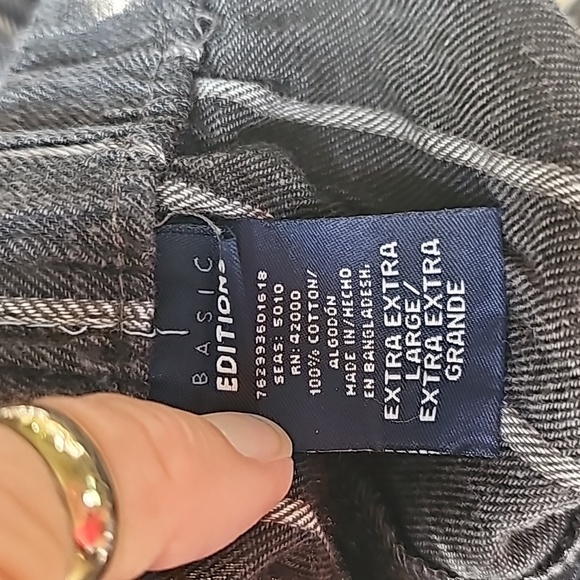 BASIC
EDITIONS
762993601618
SEAS: 5010
RN: 42000
100% COTTON/
ALGODÓN
MADE IN/HECHO
EN BANGLADESH.
EXTRA EXTRA
LARGE/
EXTRA EXTRA
GRANDE